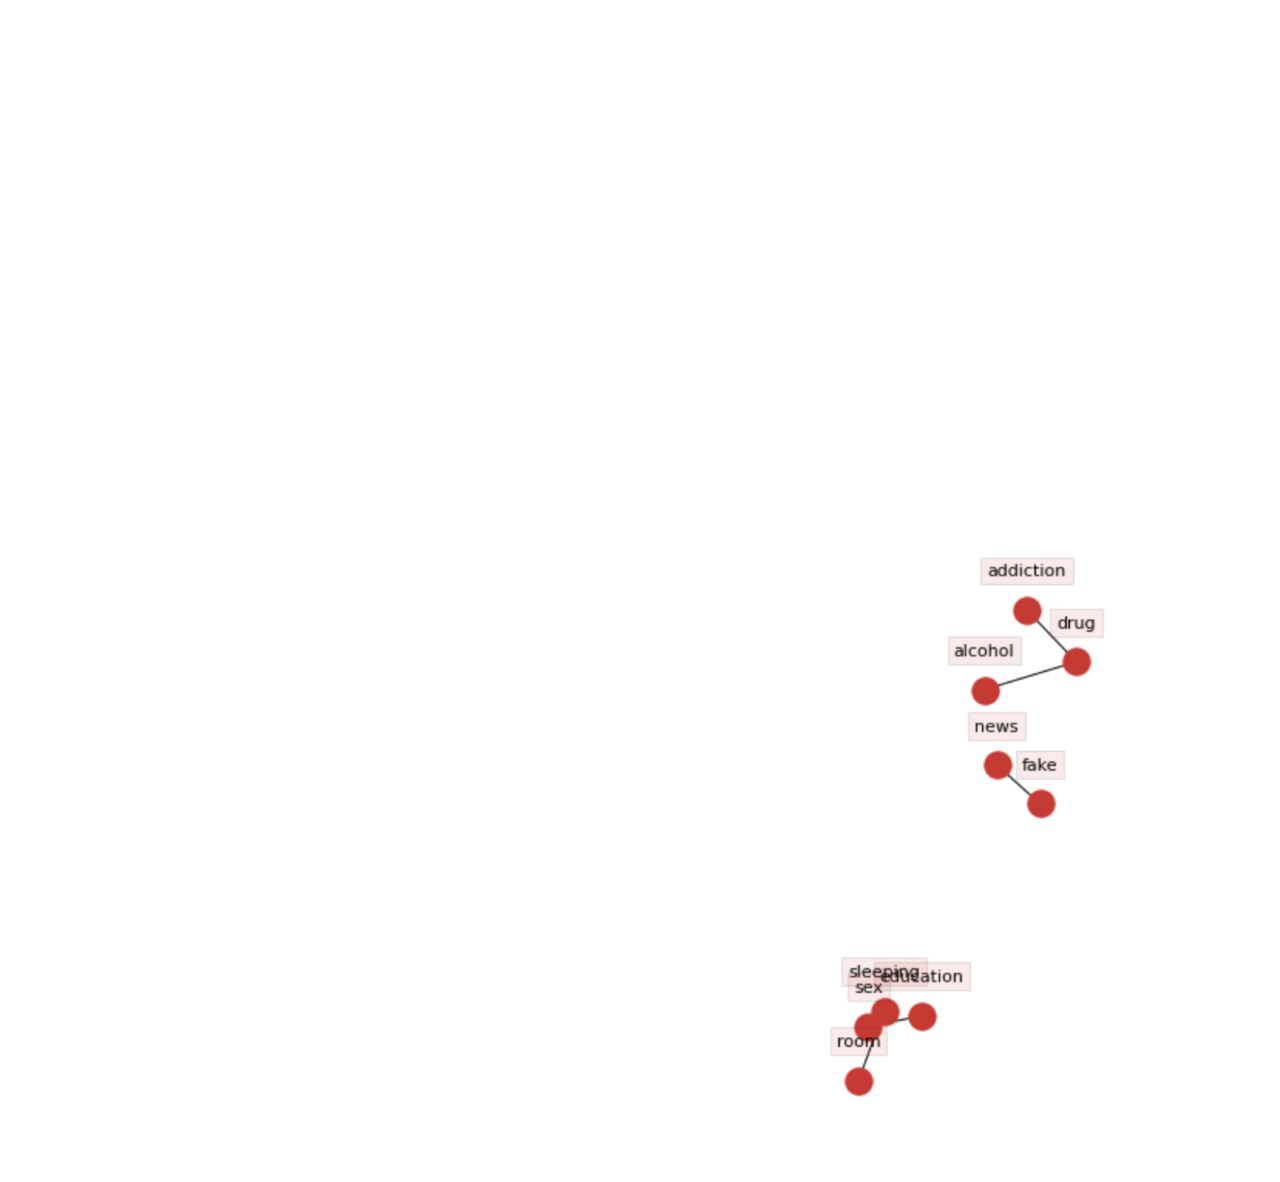 addiction
drug
alcohol
news
fake
sleeping
education
sex
room